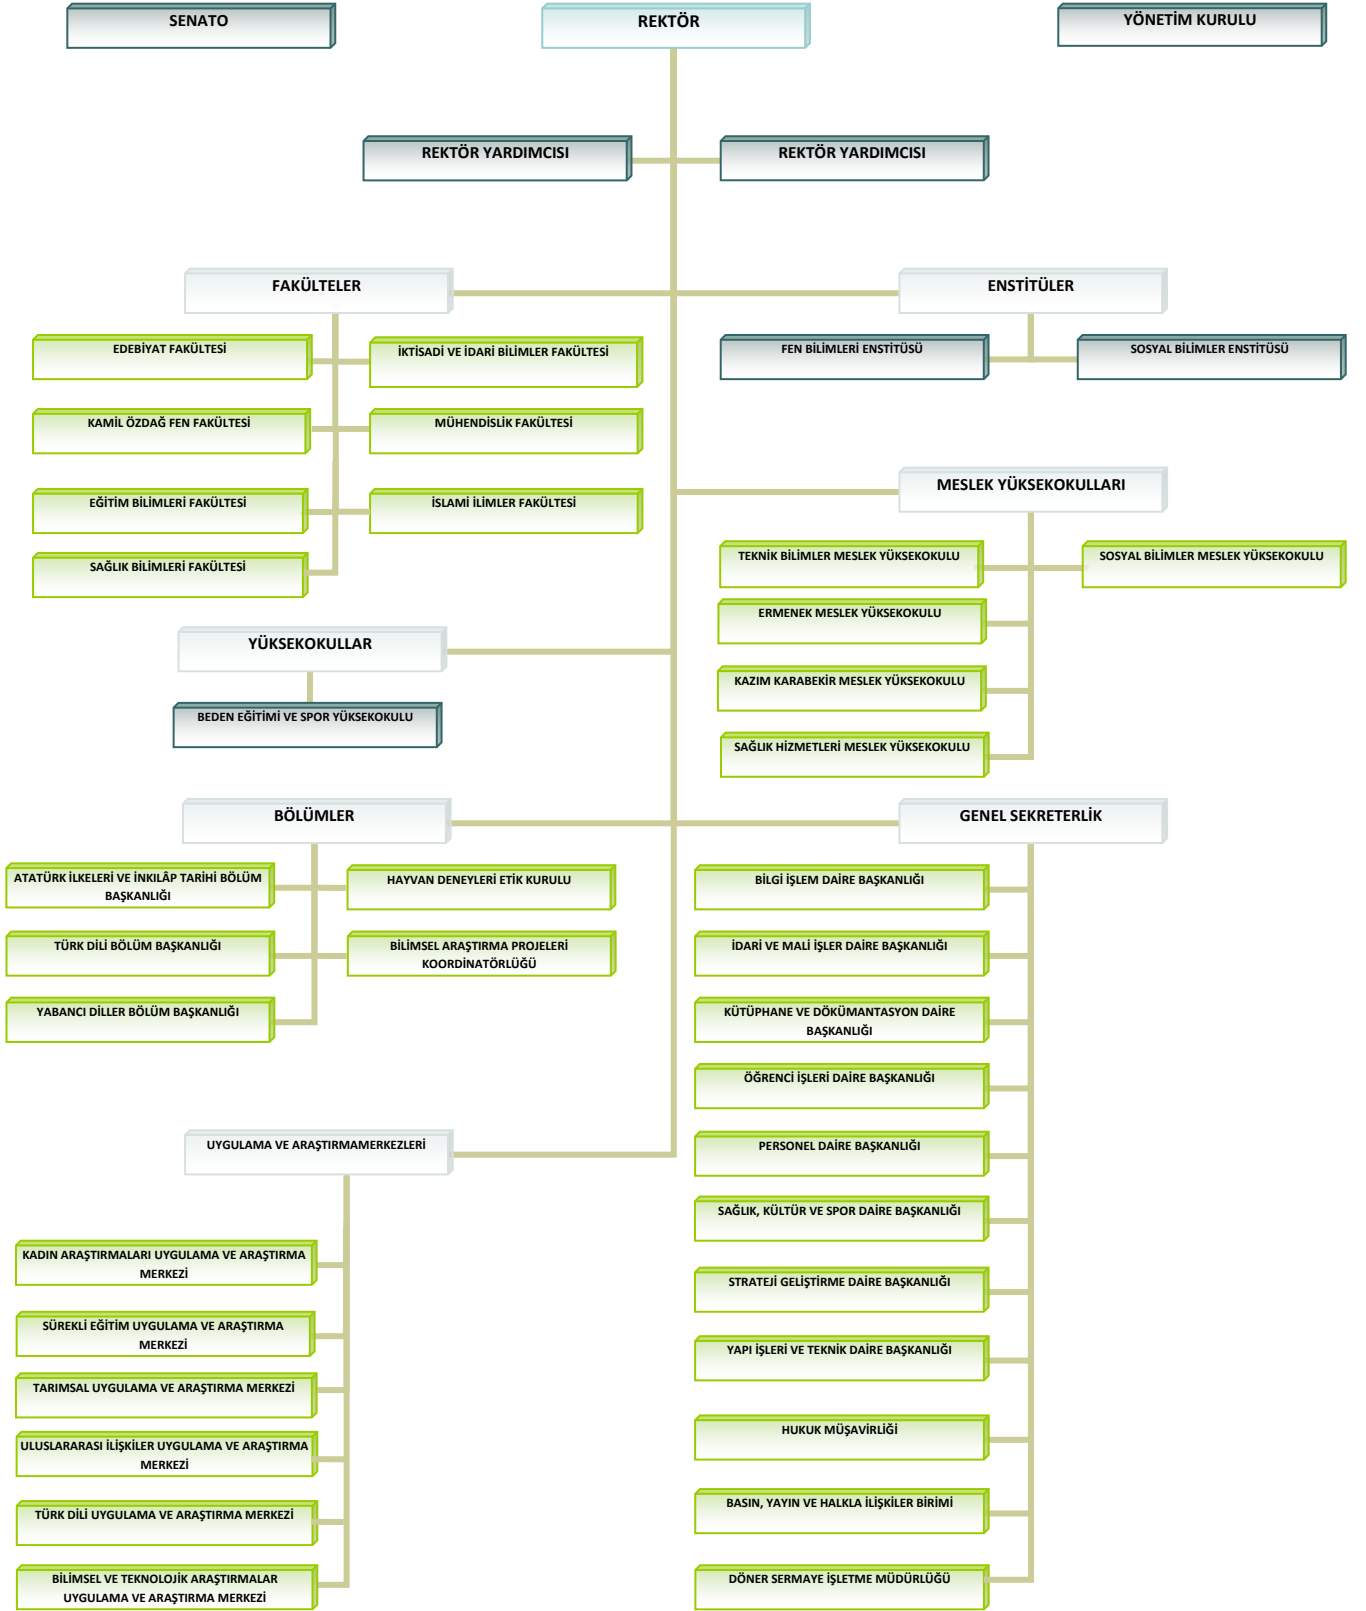 SENATO
REKTÖR
YÖNETİM KURULU
REKTÖR YARDIMCISI
REKTÖR YARDIMCISI
FAKÜLTELER
EDEBİYAT FAKÜLTESİ
İKTİSADİ VE İDARİ BİLİMLER FAKÜLTESİ
KAMİL ÖZDAĞ FEN FAKÜLTESİ
MÜHENDİSLİK FAKÜLTESİ
EĞİTİM BİLİMLERİ FAKÜLTESİ
İSLAMİ İLİMLER FAKÜLTESİ
SAĞLIK BİLİMLERİ FAKÜLTESİ
ENSTİTÜLER
FEN BİLİMLERİ ENSTİTÜSÜ
SOSYAL BİLİMLER ENSTİTÜSÜ
MESLEK YÜKSEKOKULLARI
TEKNİK BİLİMLER MESLEK YÜKSEKOKULU
SOSYAL BİLİMLER MESLEK YÜKSEKOKULU
ERMENEK MESLEK YÜKSEKOKULU
KAZIM KARABEKİR MESLEK YÜKSEKOKULU
SAĞLIK HİZMETLERİ MESLEK YÜKSEKOKULU
YÜKSEKOKULLAR
BEDEN EĞİTİMİ VE SPOR YÜKSEKOKULU
BÖLÜMLER
ATATÜRK İLKELERİ VE İNKILÂP TARİHİ BÖLÜM
BAŞKANLIĞI
HAYVAN DENEYLERİ ETİK KURULU
TÜRK DİLİ BÖLÜM BAŞKANLIĞI
BİLİMSEL ARAŞTIRMA PROJELERİ
KOORDİNATÖRLÜĞÜ
YABANCI DİLLER BÖLÜM BAŞKANLIĞI
GENEL SEKRETERLİK
BİLGİ İŞLEM DAİRE BAŞKANLIĞI
İDARİ VE MALİ İŞLER DAİRE BAŞKANLIĞI
KÜTÜPHANE VE DÖKÜMANTASYON DAİRE
BAŞKANLIĞI
ÖĞRENCİ İŞLERİ DAİRE BAŞKANLIĞI
PERSONEL DAİRE BAŞKANLIĞI
SAĞLIK, KÜLTÜR VE SPOR DAİRE BAŞKANLIĞI
STRATEJİ GELİŞTİRME DAİRE BAŞKANLIĞI
YAPI İŞLERİ VE TEKNİK DAİRE BAŞKANLIĞI
HUKUK MÜŞAVİRLİĞİ
BASIN, YAYIN VE HALKLA İLİŞKİLER BİRİMİ
DÖNER SERMAYE İŞLETME MÜDÜRLÜĞÜ
UYGULAMA VE ARAŞTIRMAMERKEZLERİ
KADIN ARAŞTIRMALARI UYGULAMA VE ARAŞTIRMA
MERKEZİ
SÜREKLİ EĞİTİM UYGULAMA VE ARAŞTIRMA
MERKEZİ
TARIMSAL UYGULAMA VE ARAŞTIRMA MERKEZİ
ULUSLARARASI İLİŞKİLER UYGULAMA VE ARAŞTIRMA
MERKEZİ
TÜRK DİLİ UYGULAMA VE ARAŞTIRMA MERKEZİ
BİLİMSEL VE TEKNOLOJİK ARAŞTIRMALAR
UYGULAMA VE ARAŞTIRMA MERKEZİ